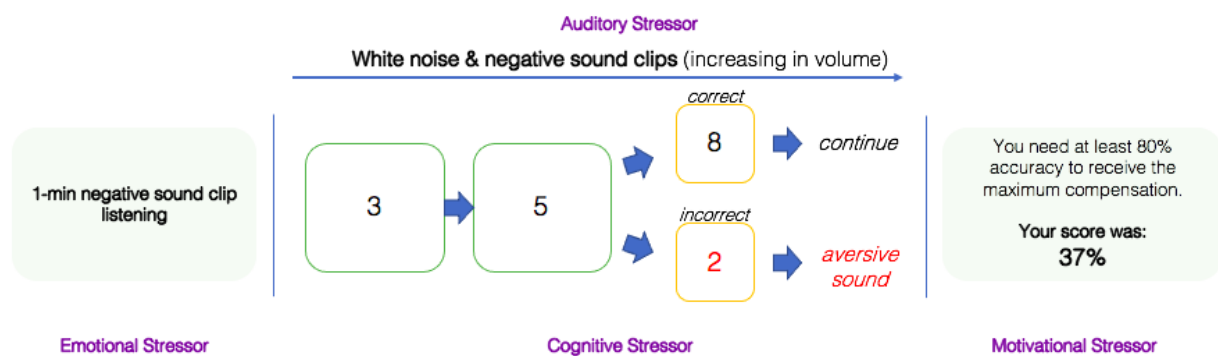 Auditory Stressor
White noise & negative sound clips (increasing in volume)
1-min negative sound clip
listening
3
5
correct
8
continue
incorrect
2
aversive
sound
You need at least 80%
accuracy to receive the
maximum compensation.
Your score was:
37%
Emotional Stressor
Cognitive Stressor
Motivational Stressor